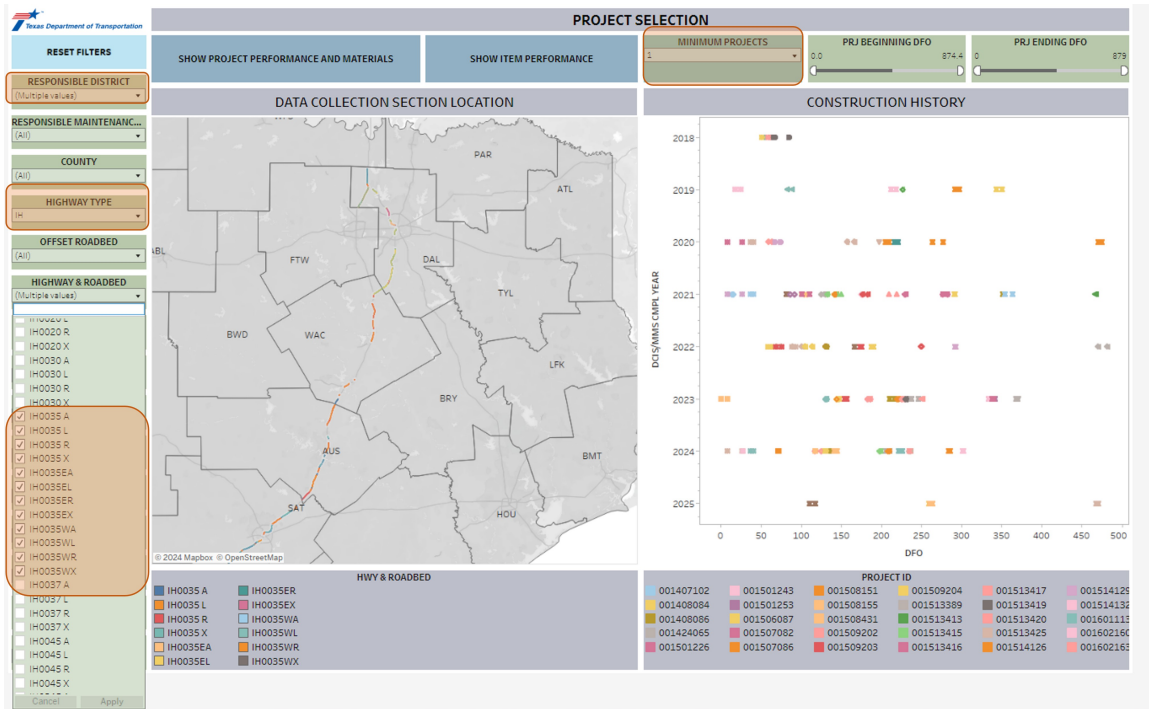 Texas Department of Transportation
PROJECT SELECTION
RESET FILTERS
SHOW PROJECT PERFORMANCE AND MATERIALS
SHOW ITEM PERFORMANCE
MINIMUM PROJECTS
1
PRJ BEGINNING DFO
0.0 874.4
PRJ ENDING DFO
0 879
RESPONSIBLE DISTRICT
(Multiple values)
RESPONSIBLE MAINTENANC...
(All)
COUNTY
(All)
HIGHWAY TYPE
IH
OFFSET ROADBED
(All)
HIGHWAY & ROADBED
(Multiple values)
IH0020 L
IH0020 R
IH0020 X
IH0030 A
IH0030 L
IH0030 R
IH0030 X
IH0035 A
IH0035 L
IH0035 R
IH0035 X
IH0035EA
IH0035EL
IH0035ER
IH0035EX
IH0035WA
IH0035WL
IH0035WR
IH0035WX
IH0037 A
IH0037 L
IH0037 R
IH0037 X
IH0045 A
IH0045 L
IH0045 R
IH0045 X
Cancel Apply
DATA COLLECTION SECTION LOCATION
PAR
ATL
FTW
DAL
TYL
BWD
WAC
LFK
BRY
AUS
BMT
SAT
HOU
© 2024 Mapbox © OpenStreetMap
CONSTRUCTION HISTORY
DCIS/MMS CMPL YEAR
2018
2019
2020
2021
2022
2023
2024
2025
0 50 100 150 200 250 300 350 400 450 500
DFO
HWY & ROADBED
IH0035 A IH0035ER
IH0035 L IH0035EX
IH0035 R IH0035WA
IH0035 X IH0035WL
IH0035EA IH0035WR
IH0035EL IH0035WX
PROJECT ID
001407102 001501243 001508151 001509204 001513417 001514129
001408084 001501253 001508155 001513389 001513419 001514132
001408086 001506087 001508431 001513413 001513420 001601113
001424065 001507082 001509202 001513415 001513425 001602160
001501226 001507086 001509203 001513416 001514126 001602163